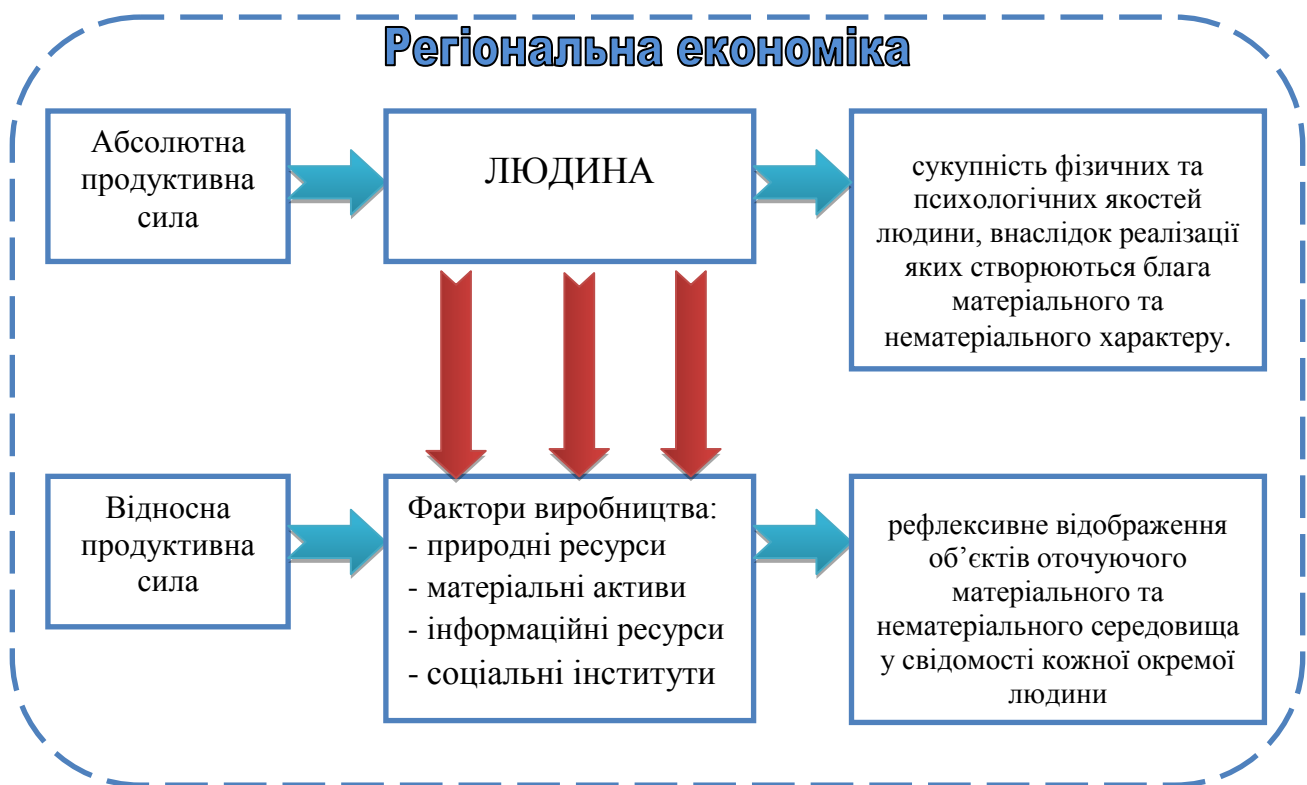 Регіональна економіка
Абсолютна
продуктивна
сила
ЛЮДИНА
сукупність фізичних та
психологічних якостей
людини, внаслідок реалізації
яких створюються блага
матеріального та
нематеріального характеру.
Відносна
продуктивна
сила
Фактори виробництва:
- природні ресурси
- матеріальні активи
- інформаційні ресурси
- соціальні інститути
рефлексивне відображення
об’єктів оточуючого
матеріального та
нематеріального середовища
у свідомості кожної окремої
людини